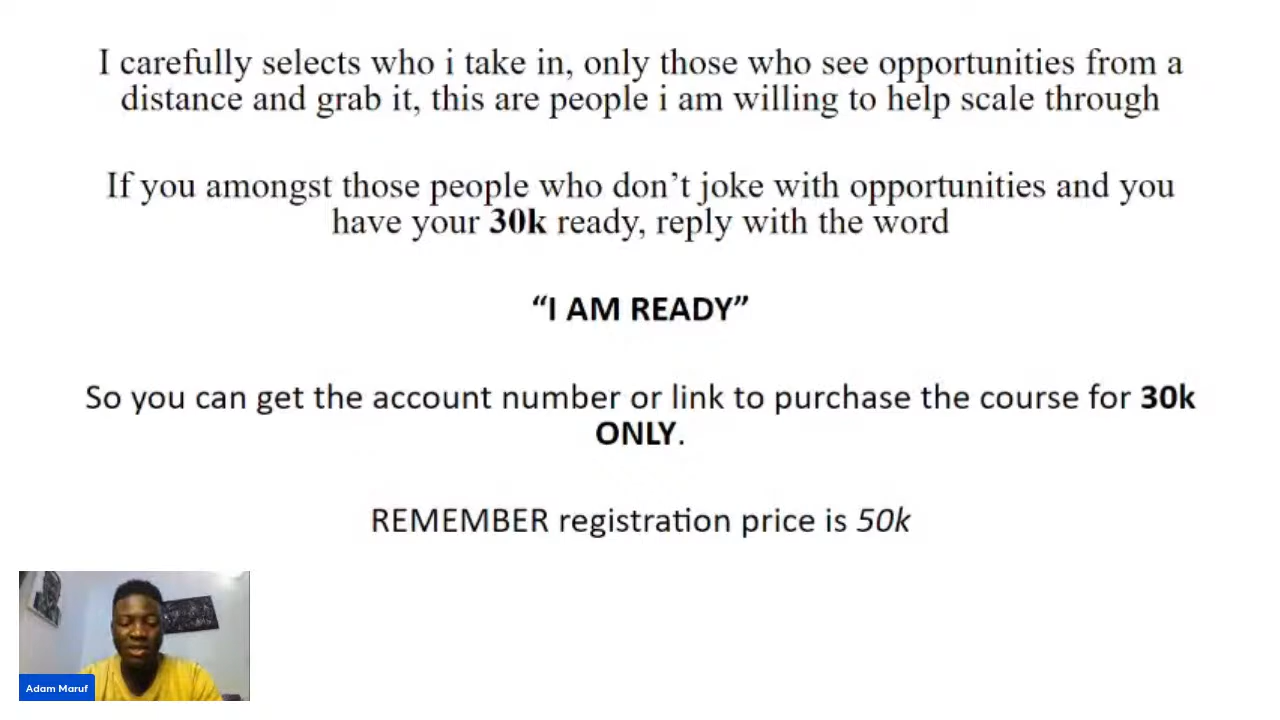 I carefully selects who i take in, only those who see opportunities from a
distance and grab it, this are people i am willing to help scale through
If you amongst those people who don’t joke with opportunities and you
have your 30k ready, reply with the word
“I AM READY”
So you can get the account number or link to purchase the course for 30k
ONLY.
REMEMBER registration price is 50k
Adam Maruf